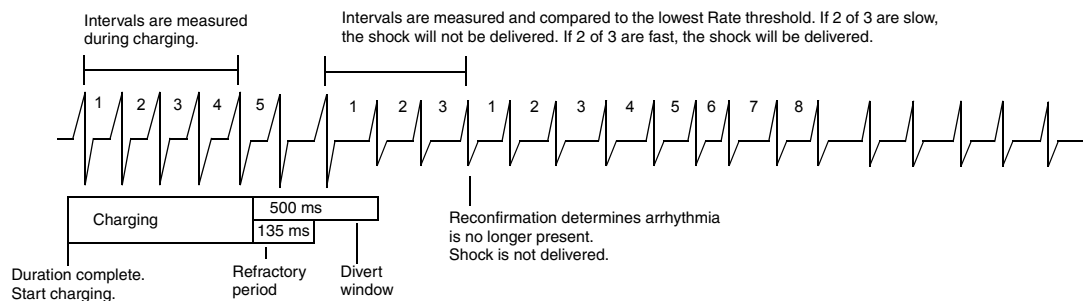 Intervals are measured
during charging.
Intervals are measured and compared to the lowest Rate threshold. If 2 of 3 are slow,
the shock will not be delivered. If 2 of 3 are fast, the shock will be delivered.
1 2 3 4 5 1 2 3 1 2 3 4 5 6 7 8
Charging
500 ms
135 ms
Reconfirmation determines arrhythmia
is no longer present.
Shock is not delivered.
Duration complete.
Start charging.
Refractory
period
Divert
window